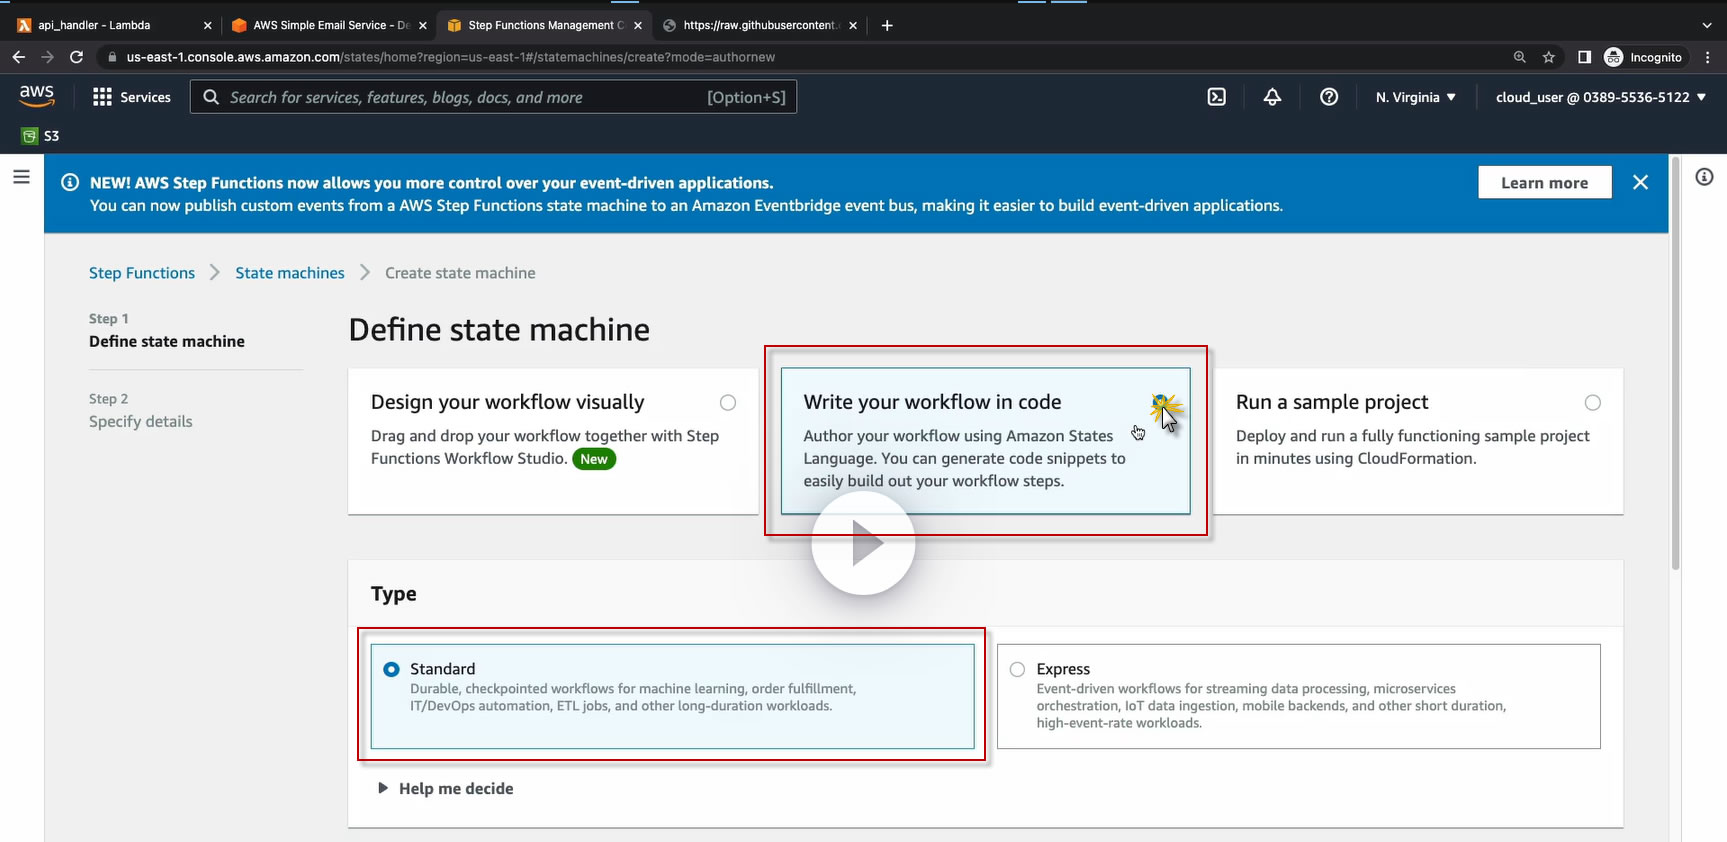 api_handler - Lambda
AWS Simple Email Service - De
Step Functions Management C
https://raw.githubusercontent.
us-east-1.console.aws.amazon.com/states/home?region=us-east-1#/statemachines/create?mode=authornew
Incognito
aws
Services
Search for services, features, blogs, docs, and more
[Option+S]
N. Virginia
cloud_user @ 0389-5536-5122
S3
NEW! AWS Step Functions now allows you more control over your event-driven applications.
You can now publish custom events from a AWS Step Functions state machine to an Amazon Eventbridge event bus, making it easier to build event-driven applications.
Learn more
Step Functions
State machines
Create state machine
Step 1
Define state machine
Step 2
Specify details
Define state machine
Design your workflow visually
Drag and drop your workflow together with Step
Functions Workflow Studio. New
Write your workflow in code
Author your workflow using Amazon States
Language. You can generate code snippets to
easily build out your workflow steps.
Run a sample project
Deploy and run a fully functioning sample project
in minutes using CloudFormation.
Type
Standard
Durable, checkpointed workflows for machine learning, order fulfillment,
IT/DevOps automation, ETL jobs, and other long-duration workloads.
Express
Event-driven workflows for streaming data processing, microservices
orchestration, IoT data ingestion, mobile backends, and other short duration,
high-event-rate workloads.
Help me decide